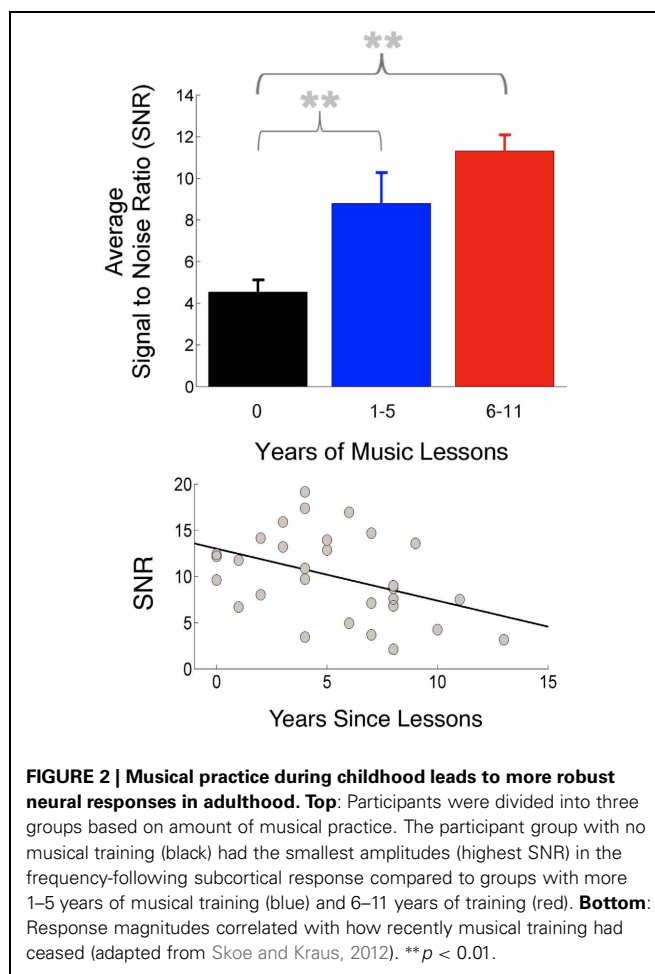 **
**
14
12
10
8
6
4
2
0
Average
Signal to Noise Ratio (SNR)
0 1-5 6-11
Years of Music Lessons
20
15
10
5
0
SNR
0 5 10 15
Years Since Lessons
FIGURE 2 | Musical practice during childhood leads to more robust
neural responses in adulthood. Top: Participants were divided into three
groups based on amount of musical practice. The participant group with no
musical training (black) had the smallest amplitudes (highest SNR) in the
frequency-following subcortical response compared to groups with more
1–5 years of musical training (blue) and 6–11 years of training (red). Bottom:
Response magnitudes correlated with how recently musical training had
ceased (adapted from Skoe and Kraus, 2012). **p < 0.01.